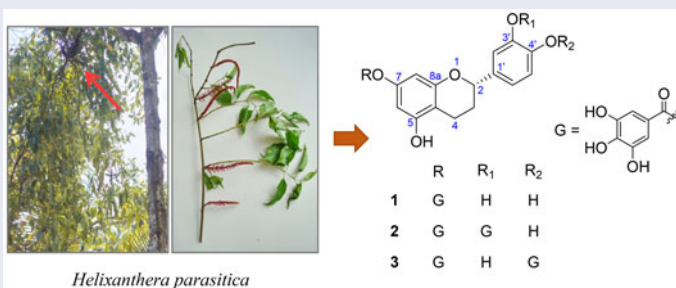 OR₁
3'
4'
OR₂
1'
RO
7
8a
O
1
2
5
4
OH
G =
HO
HO
OH
O
R R₁ R₂
1 G H H
2 G G H
3 G H G
Helixanthera parasitica